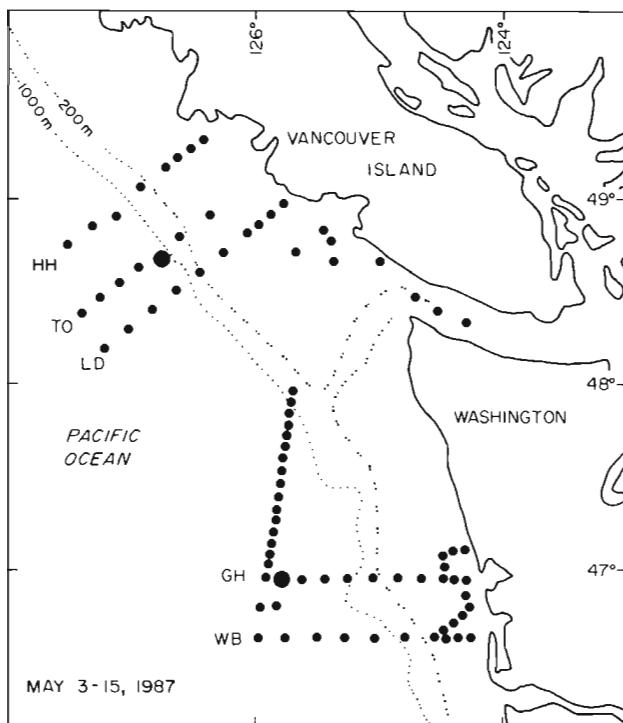 126°
124°
1000m
200m
VANCOUVER
ISLAND
49°
HH
TO
LD
48°
PACIFIC
OCEAN
WASHINGTON
GH
47°
WB
MAY 3-15, 1987